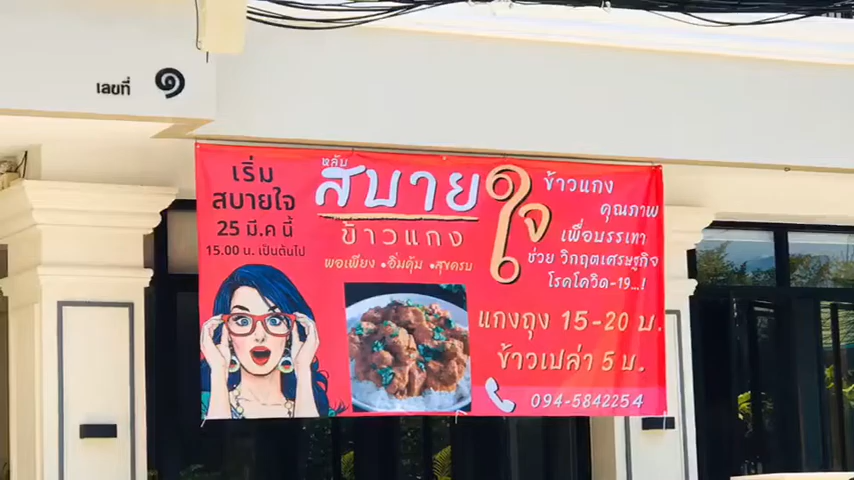 เลขที่ ๑
เริ่ม
สบายใจ
25 มี.ค นี้
15.00 น. เป็นต้นไป
หลับ
สบายใจ
ข้าวแกง
พอเพียง •อิ่มคุ้ม •สุขครบ
ข้าวแกง
คุณภาพ
เพื่อบรรเทา
ช่วย วิกฤตเศรษฐกิจ
โรคโควิด-19...!
แกงถุง 15-20 บ.
ข้าวเปล่า 5 บ.
094-5842254